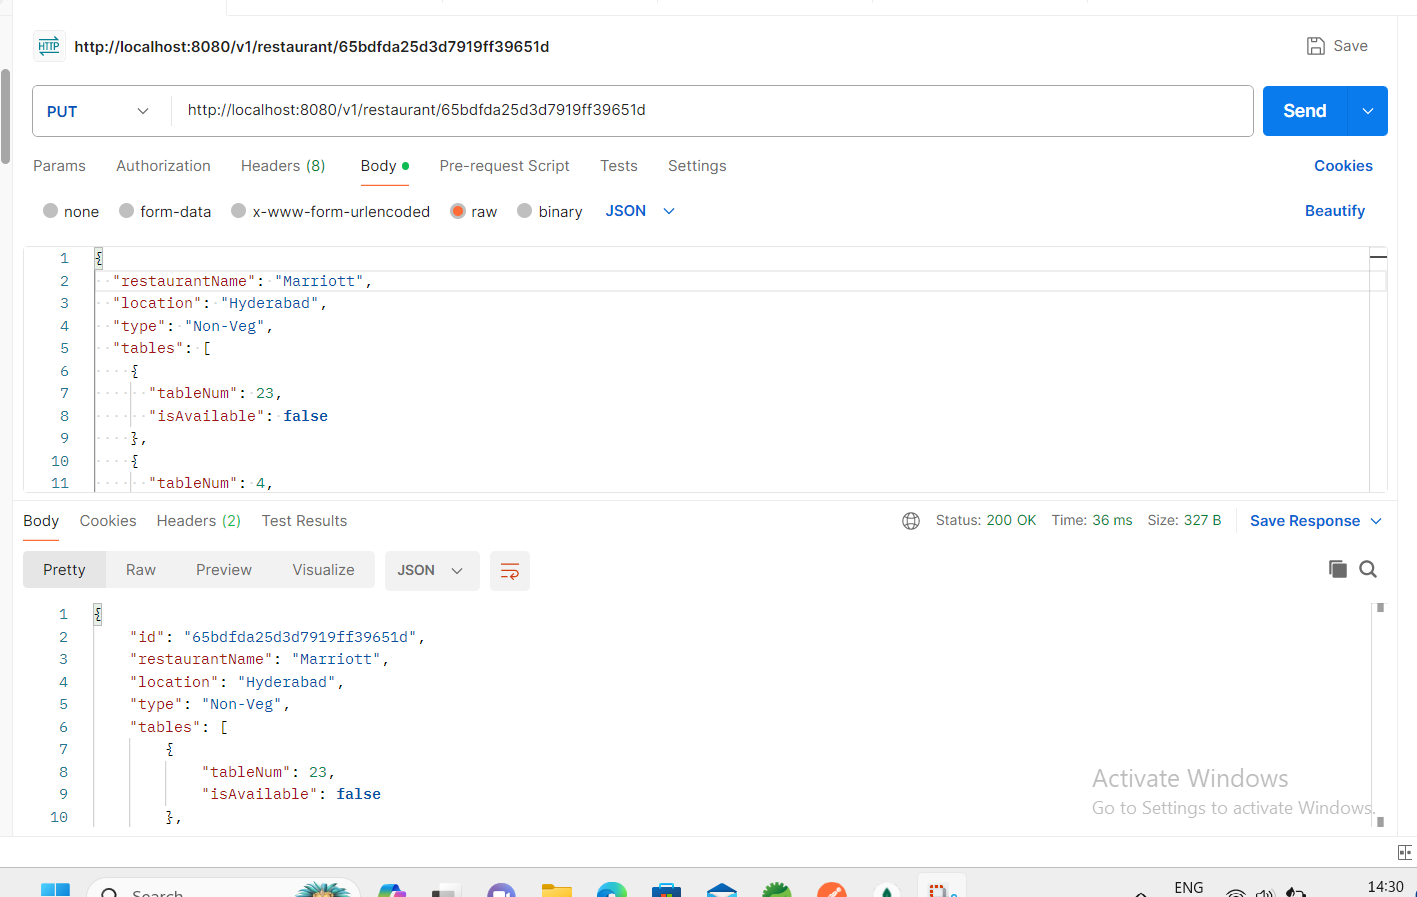 HTTP http://localhost:8080/v1/restaurant/65bdfda25d3d7919ff39651d Save
PUT http://localhost:8080/v1/restaurant/65bdfda25d3d7919ff39651d Send
Params Authorization Headers (8) Body Pre-request Script Tests Settings Cookies
none form-data x-www-form-urlencoded raw binary JSON Beautify
1 {
2 "restaurantName": "Marriott",
3 "location": "Hyderabad",
4 "type": "Non-Veg",
5 "tables": [
6 {
7 "tableNum": 23,
8 "isAvailable": false
9 },
10 {
11 "tableNum": 4,
Body Cookies Headers (2) Test Results Status: 200 OK Time: 36 ms Size: 327 B Save Response
Pretty Raw Preview Visualize JSON
1 {
2 "id": "65bdfda25d3d7919ff39651d",
3 "restaurantName": "Marriott",
4 "location": "Hyderabad",
5 "type": "Non-Veg",
6 "tables": [
7 {
8 "tableNum": 23,
9 "isAvailable": false
10 },
Activate Windows
Go to Settings to activate Windows.
Search ENG 14:30